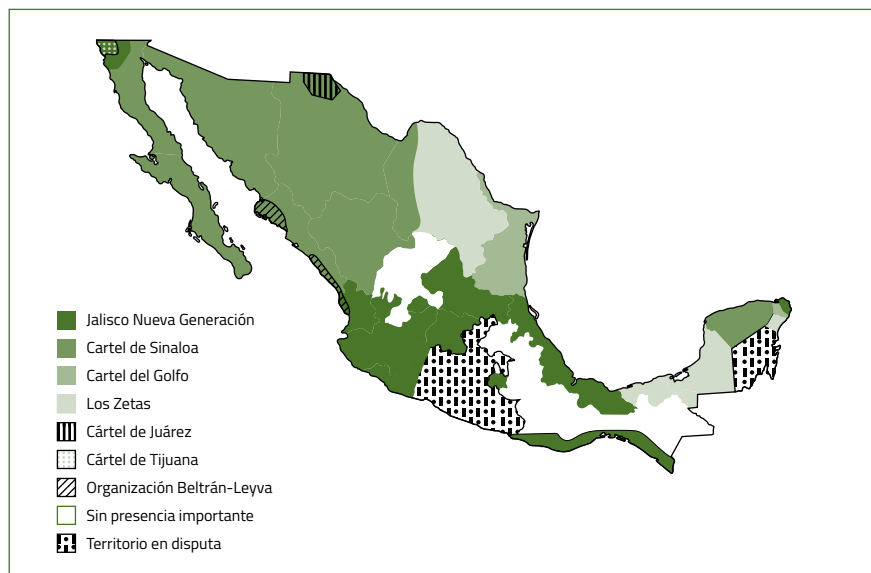 Jalisco Nueva Generación
Cartel de Sinaloa
Cartel del Golfo
Los Zetas
Cártel de Juárez
Cártel de Tijuana
Organización Beltrán-Leyva
Sin presencia importante
Territorio en disputa